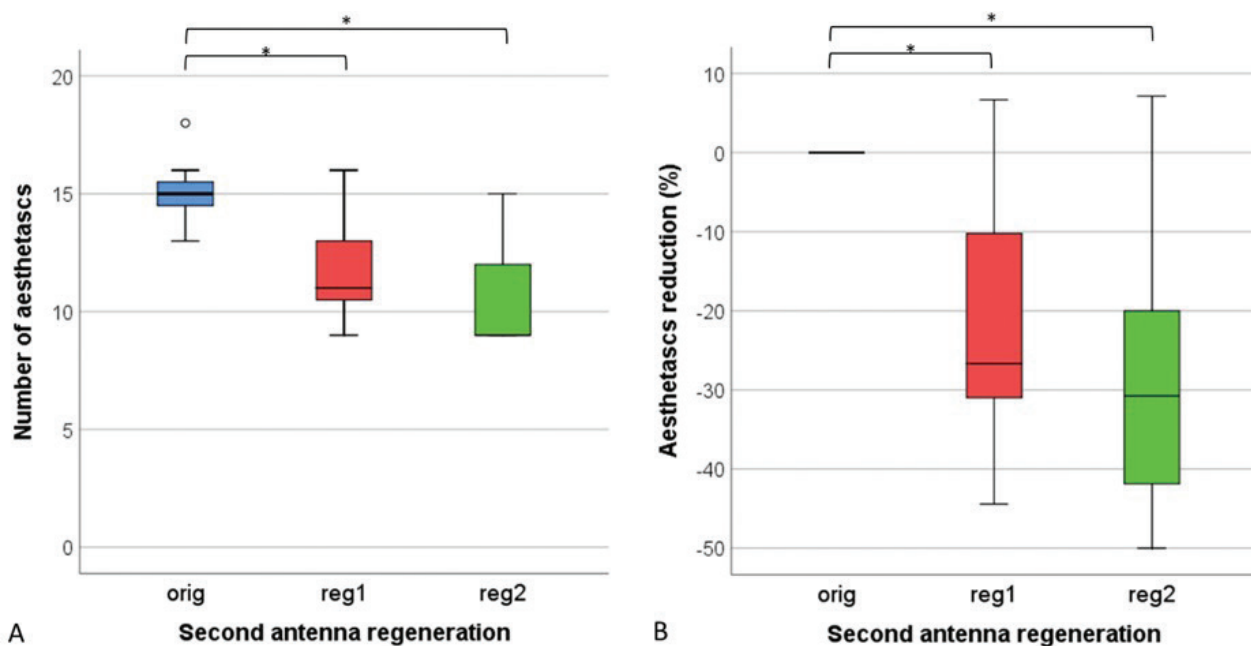 *
*
20
15
10
5
0
Number of aesthetascs
orig reg1 reg2
Second antenna regeneration
A
*
*
10
0
-10
-20
-30
-40
-50
Aesthetascs reduction (%)
orig reg1 reg2
Second antenna regeneration
B